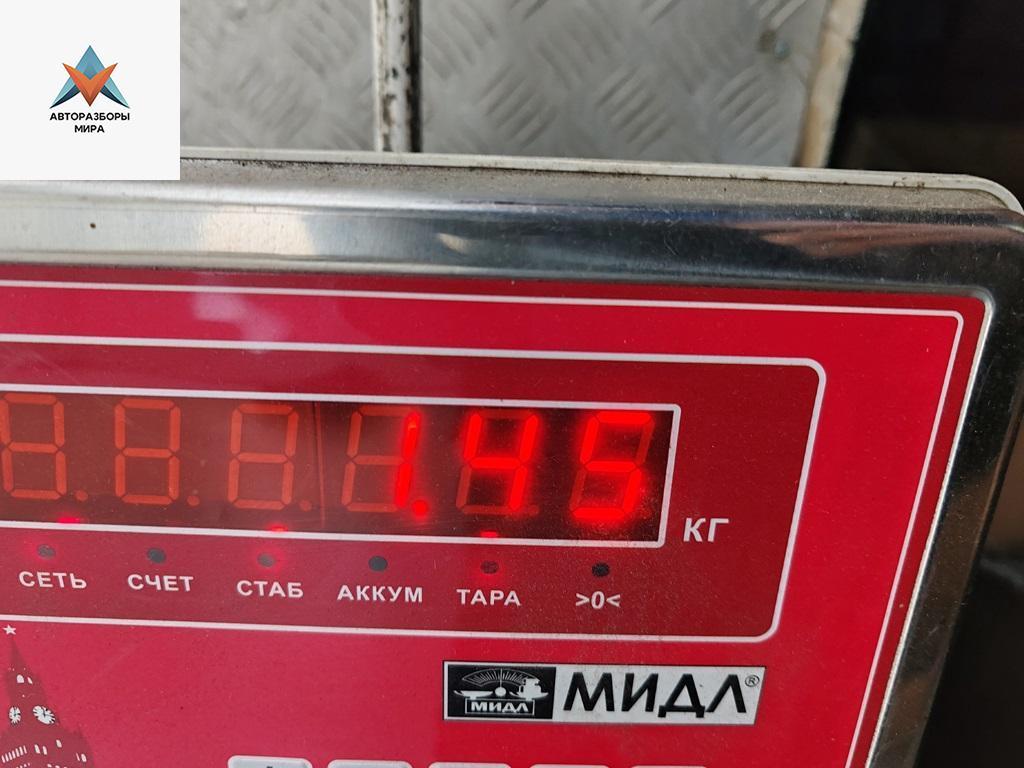 АВТОРАЗБОРЫ
МИРА
1.45
КГ
СЕТЬ СЧЕТ СТАБ АККУМ ТАРА >0<
МИДЛ МИДЛ®